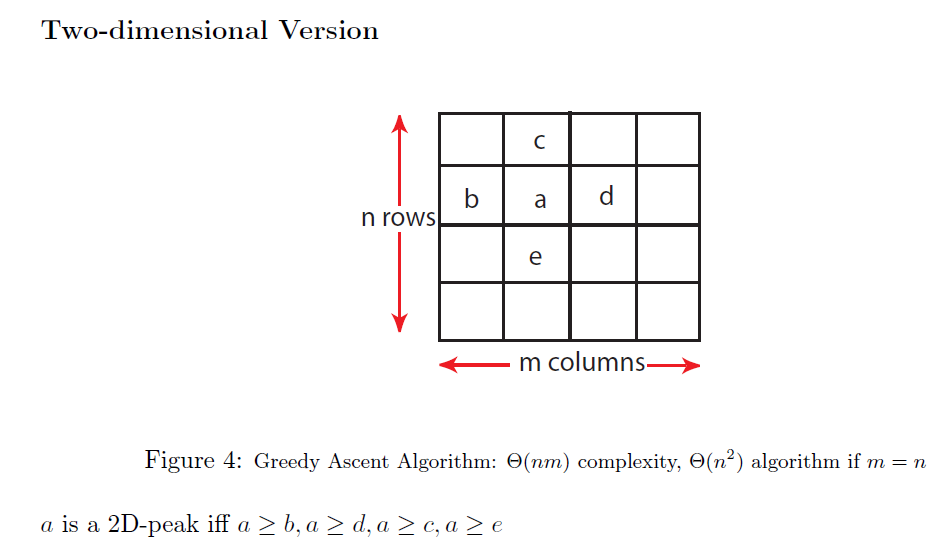 Two-dimensional Version
c
b a d
n rows
e
m columns
Figure 4: Greedy Ascent Algorithm: Θ(nm) complexity, Θ(n²) algorithm if m = n
a is a 2D-peak iff a ≥ b, a ≥ d, a ≥ c, a ≥ e